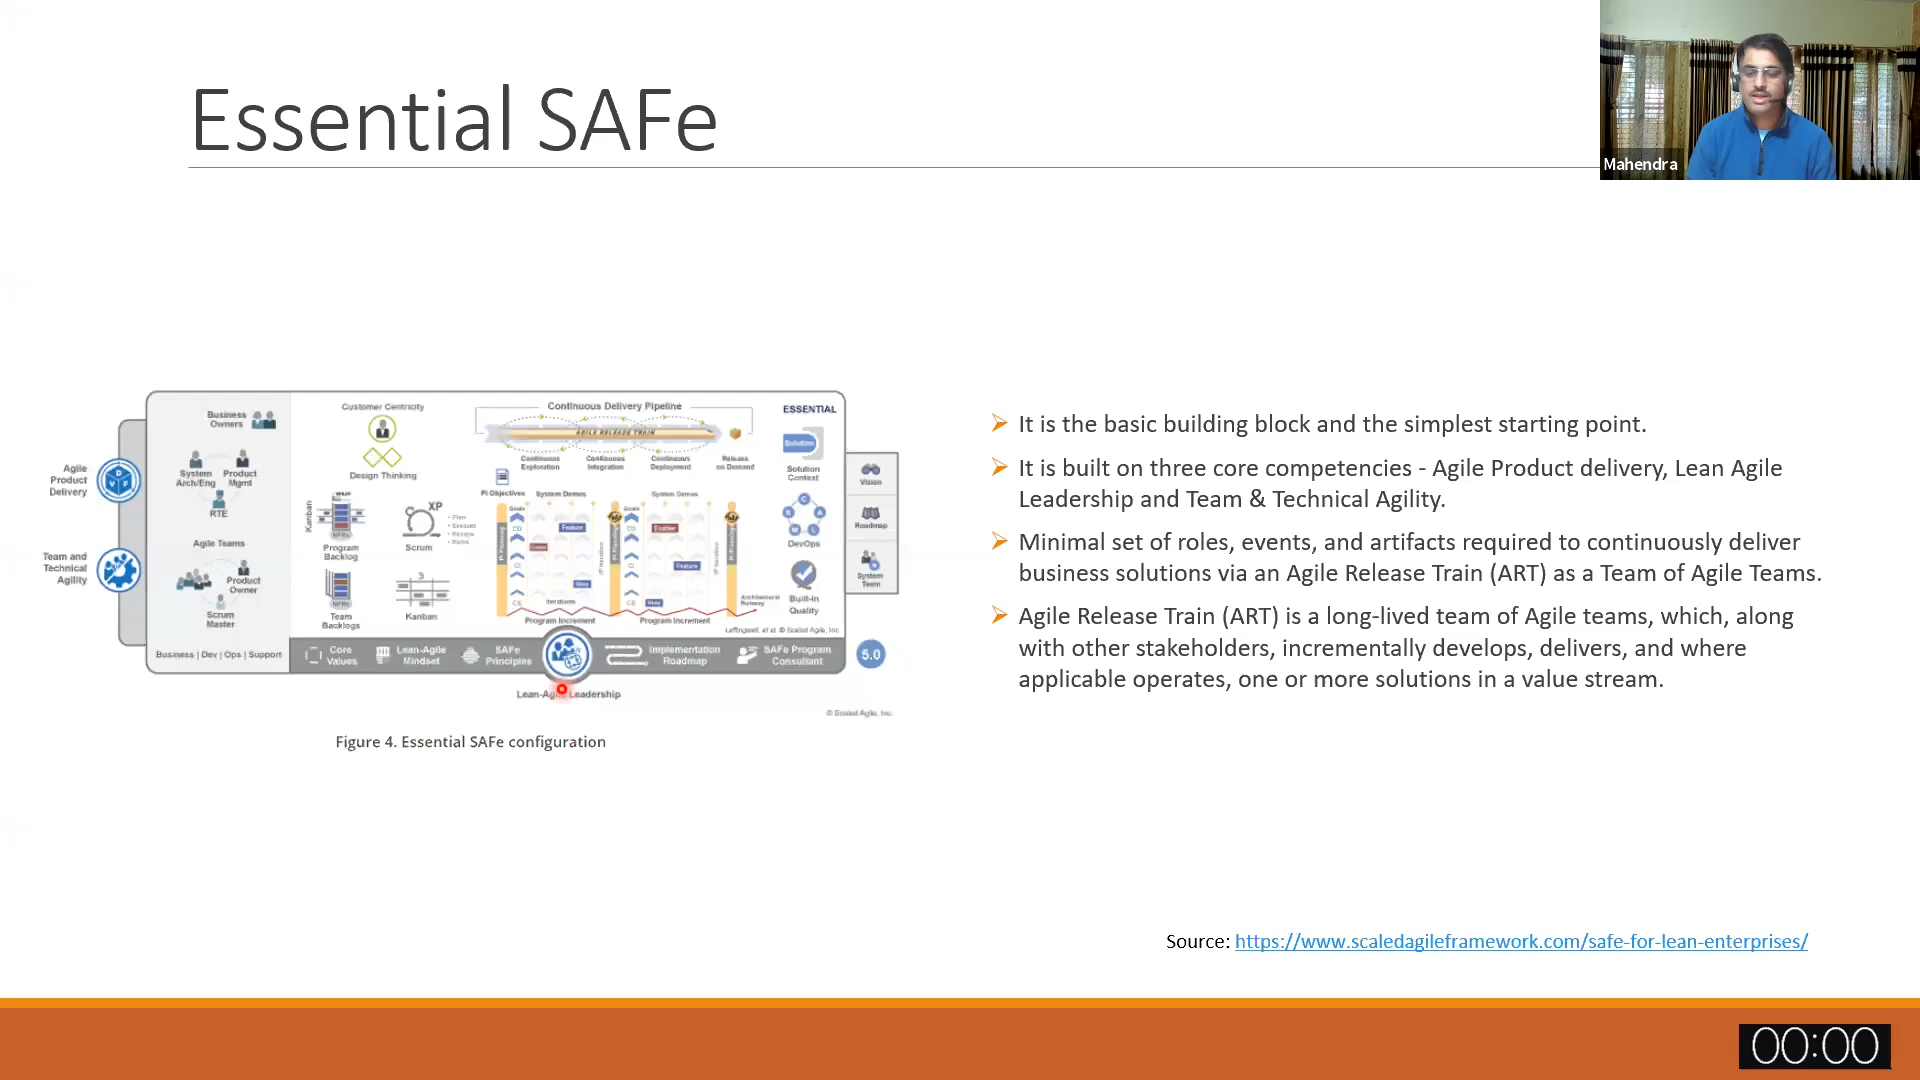 Essential SAFe
Mahendra
Agile
Product
Delivery
Team and
Technical
Agility
Business
Owners
System
Arch/Eng
Product
Mgmt
RTE
Agile Teams
Product
Owner
Scrum
Master
Business | Dev | Ops | Support
Customer Centricity
Design Thinking
Kanban
Program
Backlog
XP
Scrum
Team
Backlogs
Kanban
Continuous Delivery Pipeline
AGILE RELEASE TRAIN
Continuous
Exploration
Continuous
Integration
Continuous
Deployment
Release
on Demand
PI Objectives
System Demos
System Demos
Goals
Goals
Feature
Feature
Feature
Story
Iterations
Program Increment
Program Increment
Architectural
Runway
ESSENTIAL
Solution
Solution
Context
DevOps
Built-In
Quality
Leffingwell, et al. © Scaled Agile, Inc.
Vision
Roadmap
System
Team
Core
Values
Lean-Agile
Mindset
SAFe
Principles
Implementation
Roadmap
SAFe Program
Consultant
5.0
Lean-Agile Leadership
© Scaled Agile, Inc.
Figure 4. Essential SAFe configuration
It is the basic building block and the simplest starting point.
It is built on three core competencies - Agile Product delivery, Lean Agile
Leadership and Team & Technical Agility.
Minimal set of roles, events, and artifacts required to continuously deliver
business solutions via an Agile Release Train (ART) as a Team of Agile Teams.
Agile Release Train (ART) is a long-lived team of Agile teams, which, along
with other stakeholders, incrementally develops, delivers, and where
applicable operates, one or more solutions in a value stream.
Source: https://www.scaledagileframework.com/safe-for-lean-enterprises/
00:00